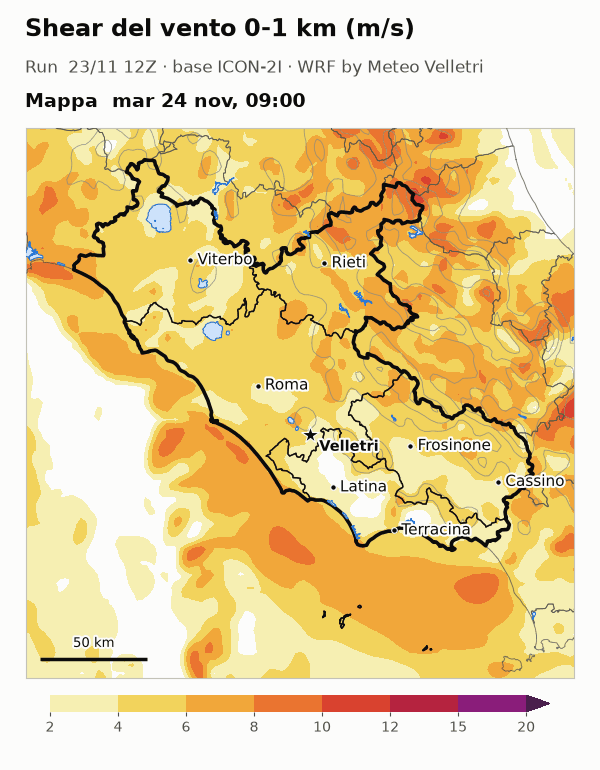 Shear del vento 0-1 km (m/s)
Run 23/11 12Z · base ICON-2I · WRF by Meteo Velletri
Mappa mar 24 nov, 09:00
Viterbo
Rieti
Roma
Velletri
Frosinone
Cassino
Latina
Terracina
50 km
2 4 6 8 10 12 15 20